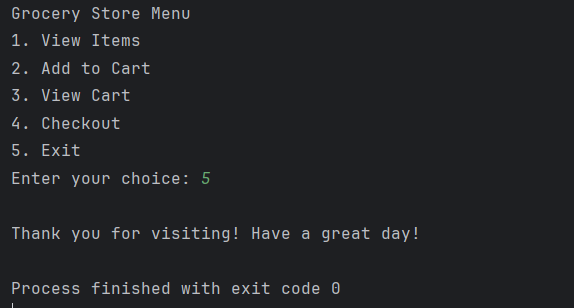 Grocery Store Menu
1. View Items
2. Add to Cart
3. View Cart
4. Checkout
5. Exit
Enter your choice: 5
Thank you for visiting! Have a great day!
Process finished with exit code 0